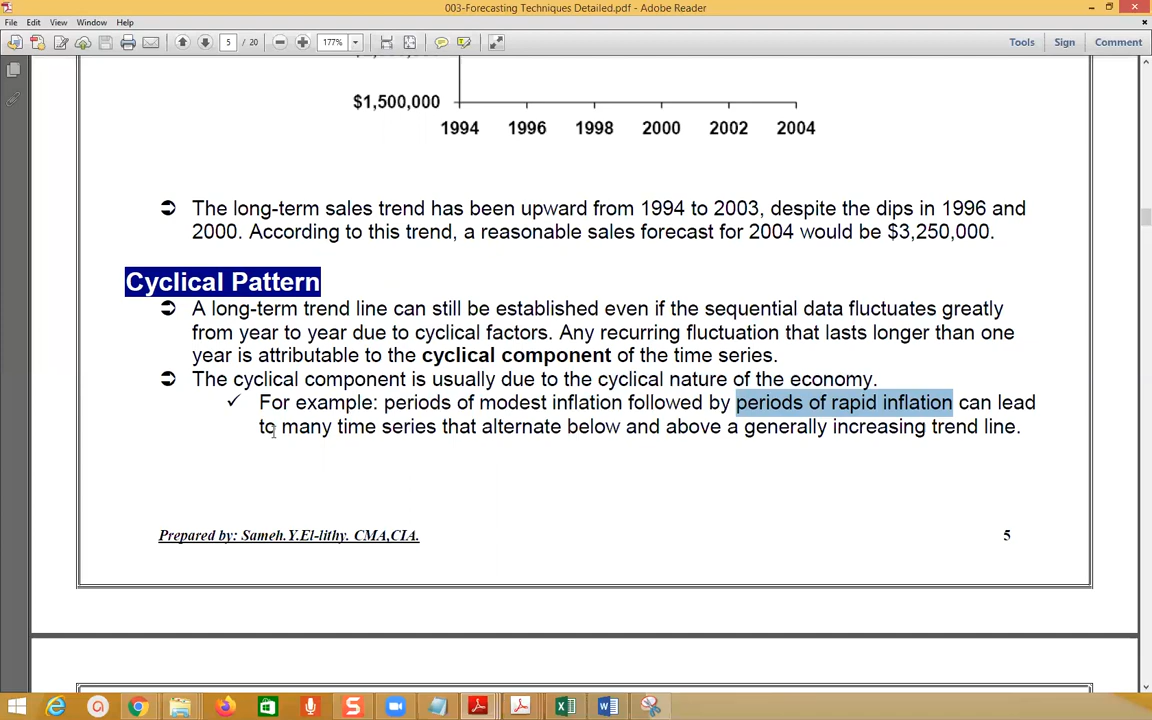 003-Forecasting Techniques Detailed.pdf - Adobe Reader
File Edit View Window Help
5 / 20 177% Tools Sign Comment
$1,500,000
1994 1996 1998 2000 2002 2004
The long-term sales trend has been upward from 1994 to 2003, despite the dips in 1996 and
2000. According to this trend, a reasonable sales forecast for 2004 would be $3,250,000.
Cyclical Pattern
A long-term trend line can still be established even if the sequential data fluctuates greatly
from year to year due to cyclical factors. Any recurring fluctuation that lasts longer than one
year is attributable to the cyclical component of the time series.
The cyclical component is usually due to the cyclical nature of the economy.
For example: periods of modest inflation followed by periods of rapid inflation can lead
to many time series that alternate below and above a generally increasing trend line.
Prepared by: Sameh.Y.El-lithy. CMA,CIA. 5